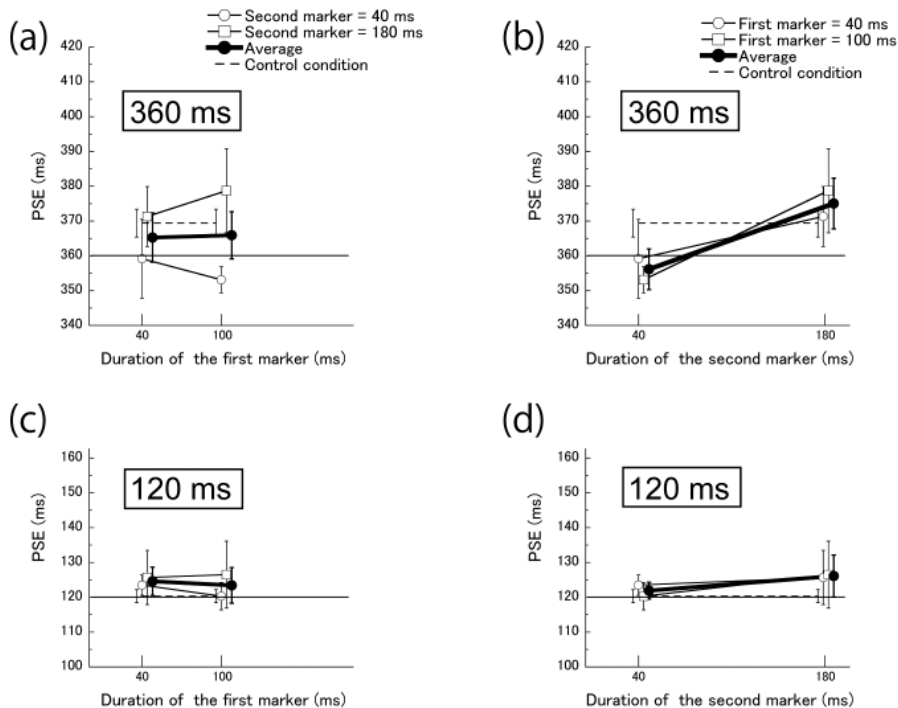 (a)
Second marker = 40 ms
Second marker = 180 ms
Average
Control condition
360 ms
PSE (ms)
420
410
400
390
380
370
360
350
340
40
100
Duration of the first marker (ms)
(b)
First marker = 40 ms
First marker = 100 ms
Average
Control condition
360 ms
PSE (ms)
420
410
400
390
380
370
360
350
340
40
180
Duration of the second marker (ms)
(c)
120 ms
PSE (ms)
160
150
140
130
120
110
100
40
100
Duration of the first marker (ms)
(d)
120 ms
PSE (ms)
160
150
140
130
120
110
100
40
180
Duration of the second marker (ms)